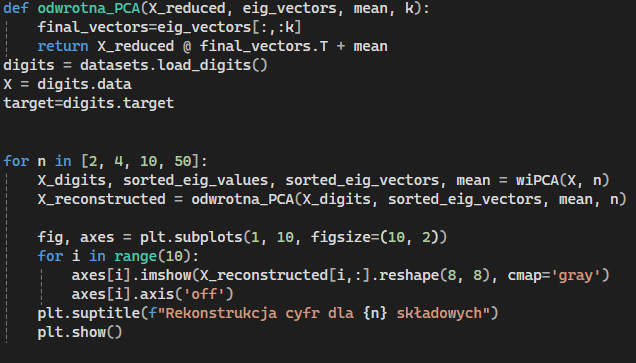 def odwrotna_PCA(X_reduced, eig_vectors, mean, k):
    final_vectors=eig_vectors[:,:k]
    return X_reduced @ final_vectors.T + mean
digits = datasets.load_digits()
X = digits.data
target=digits.target
for n in [2, 4, 10, 50]:
    X_digits, sorted_eig_values, sorted_eig_vectors, mean = wiPCA(X, n)
    X_reconstructed = odwrotna_PCA(X_digits, sorted_eig_vectors, mean, n)
    fig, axes = plt.subplots(1, 10, figsize=(10, 2))
    for i in range(10):
        axes[i].imshow(X_reconstructed[i,:].reshape(8, 8), cmap='gray')
        axes[i].axis('off')
    plt.suptitle(f"Rekonstrukcja cyfr dla {n} składowych")
    plt.show()